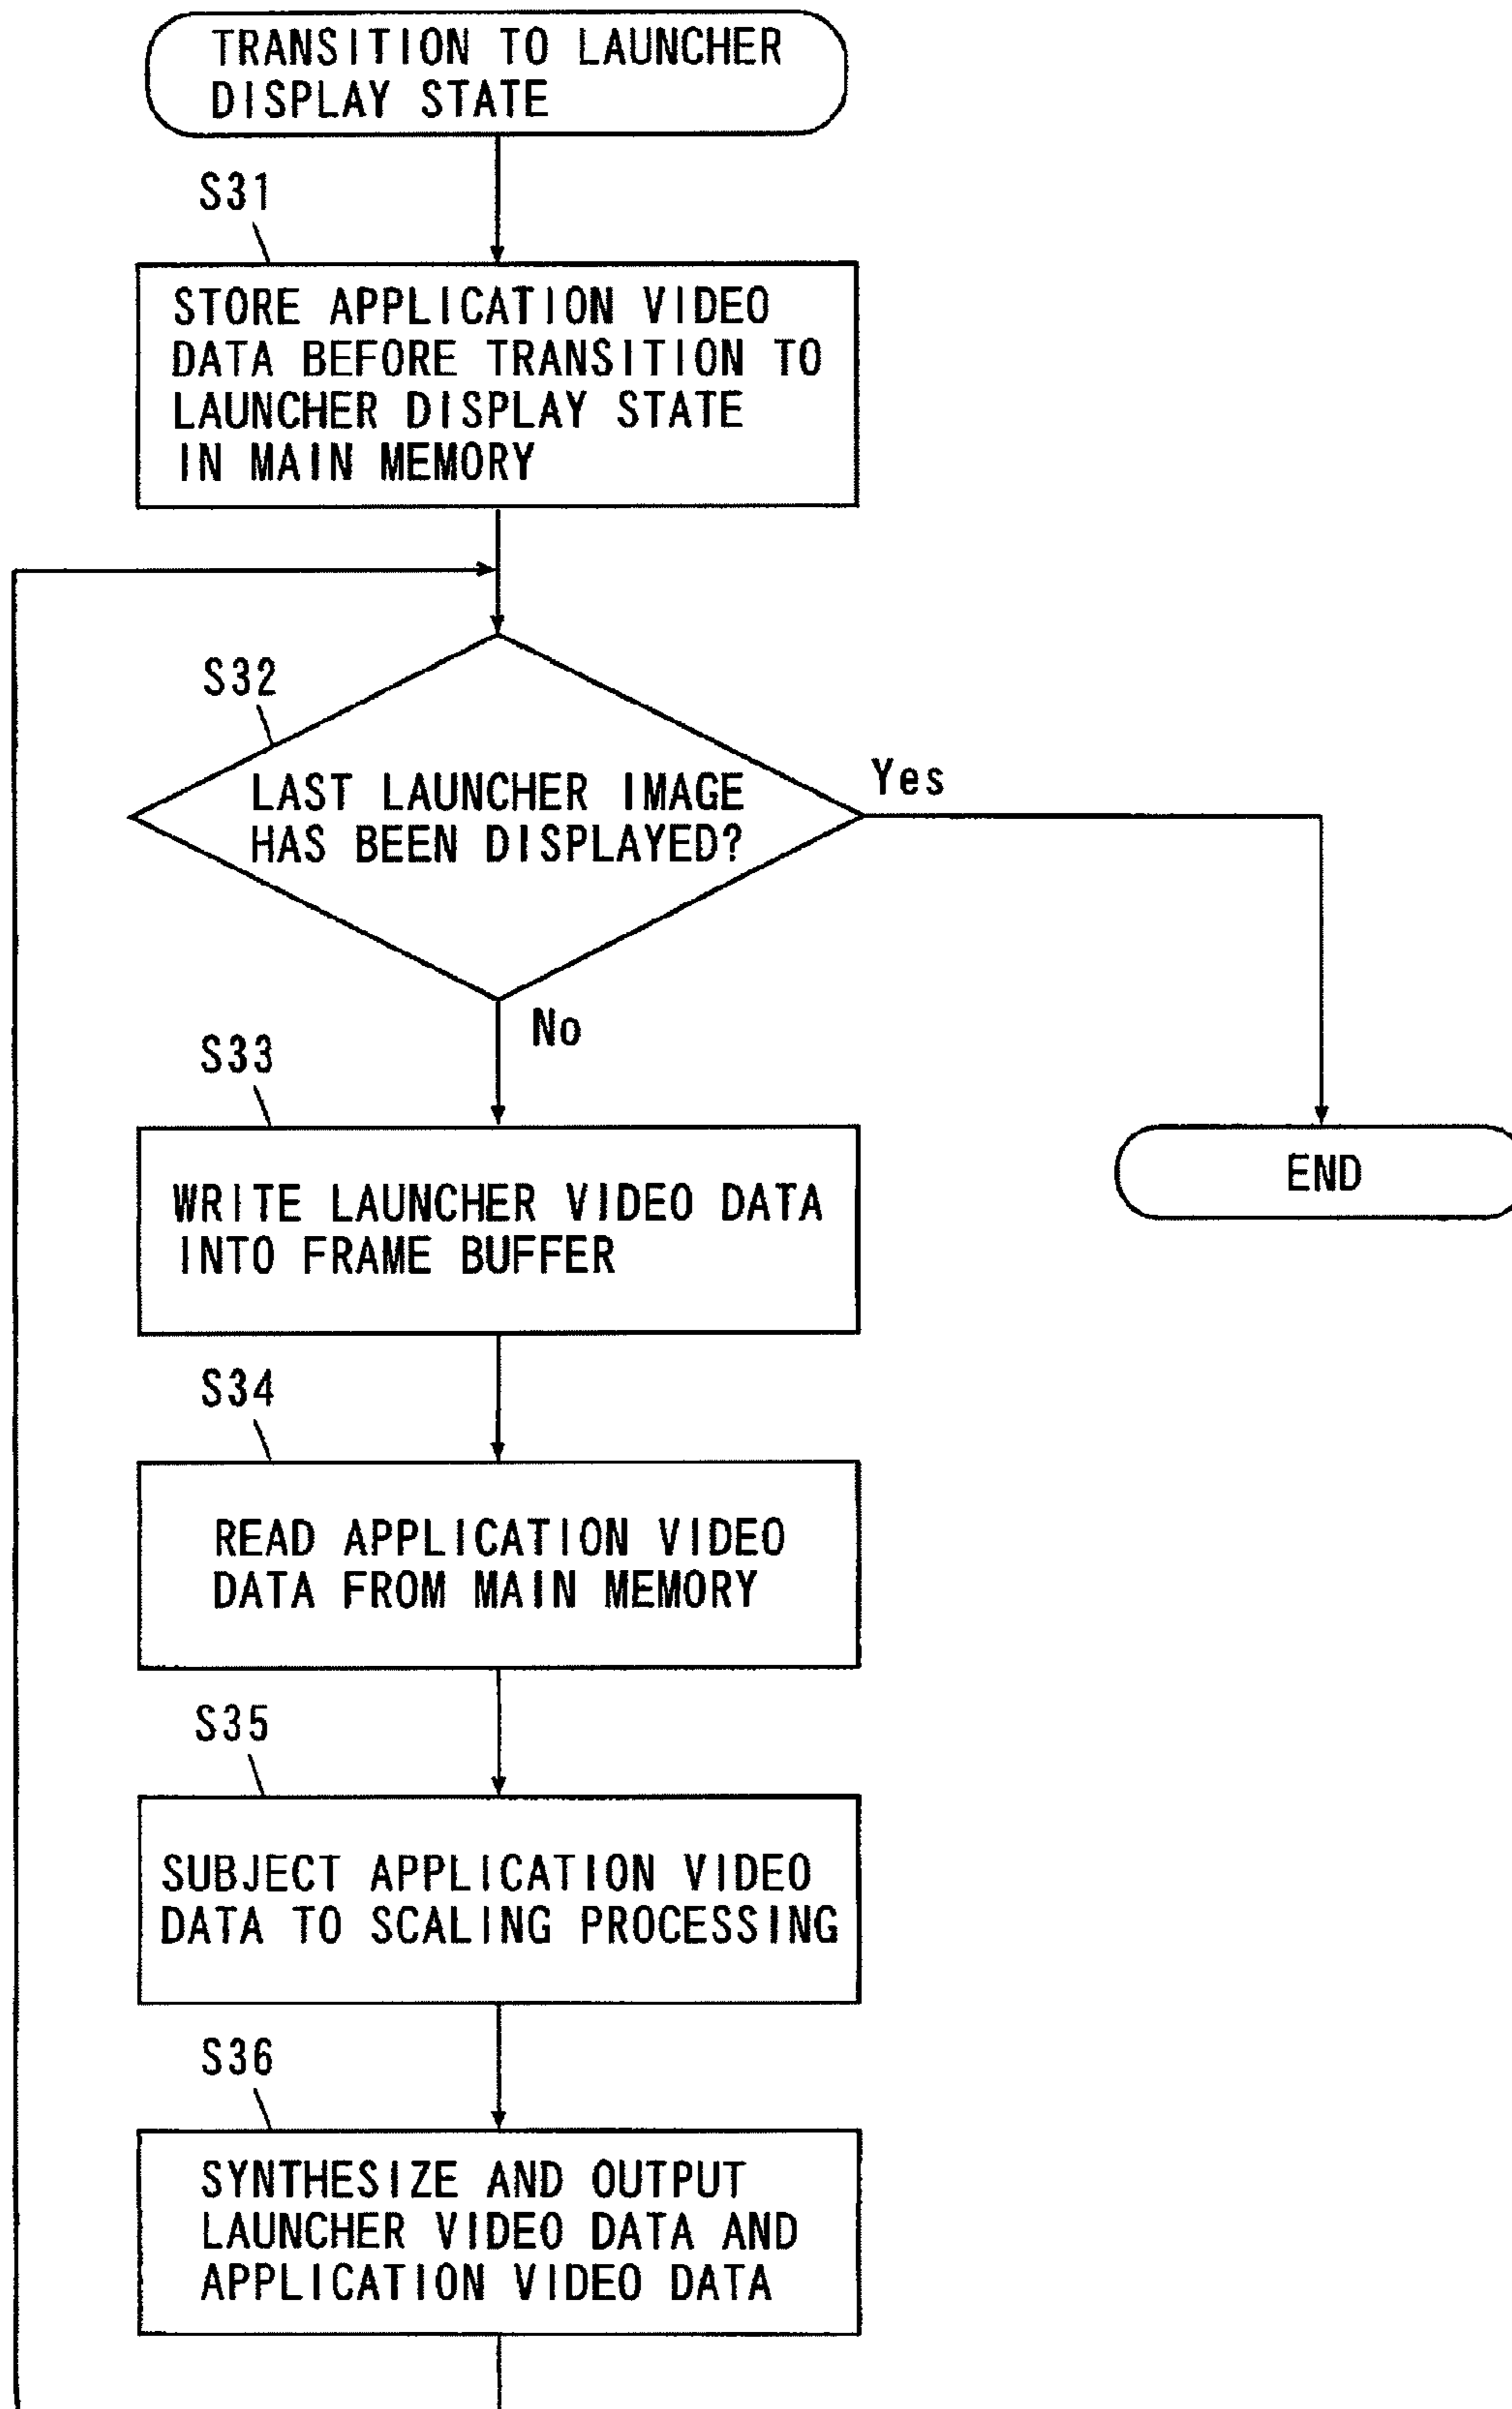 TRANSITION TO LAUNCHER
DISPLAY STATE
S31
STORE APPLICATION VIDEO
DATA BEFORE TRANSITION TO
LAUNCHER DISPLAY STATE
IN MAIN MEMORY
S32
LAST LAUNCHER IMAGE
HAS BEEN DISPLAYED?
Yes
No
S33
WRITE LAUNCHER VIDEO DATA
INTO FRAME BUFFER
END
S34
READ APPLICATION VIDEO
DATA FROM MAIN MEMORY
S35
SUBJECT APPLICATION VIDEO
DATA TO SCALING PROCESSING
S36
SYNTHESIZE AND OUTPUT
LAUNCHER VIDEO DATA AND
APPLICATION VIDEO DATA